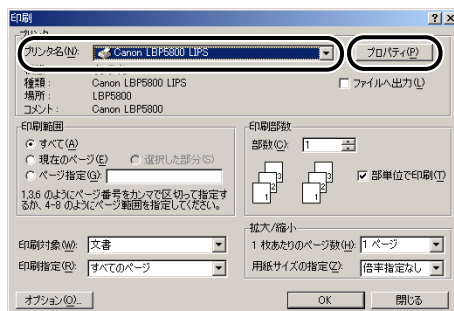 印刷
プリンタ
プリンタ名(N): Canon LBP5800 LIPS プロパティ(P)
種類: Canon LBP5800 LIPS ファイルへ出力(L)
場所: LBP5800
コメント: Canon LBP5800
印刷範囲
すべて(A)
現在のページ(E) 選択した部分(S)
ページ指定(G):
1,3,6 のようにページ番号をカンマで区切って指定す
るか、4-8 のようにページ範囲を指定してください。
印刷部数
部数(C): 1
部単位で印刷(T)
印刷対象(W): 文書
印刷指定(R): すべてのページ
拡大/縮小
1 枚あたりのページ数(H): 1 ページ
用紙サイズの指定(Z): 倍率指定なし
オプション(O)... OK 閉じる